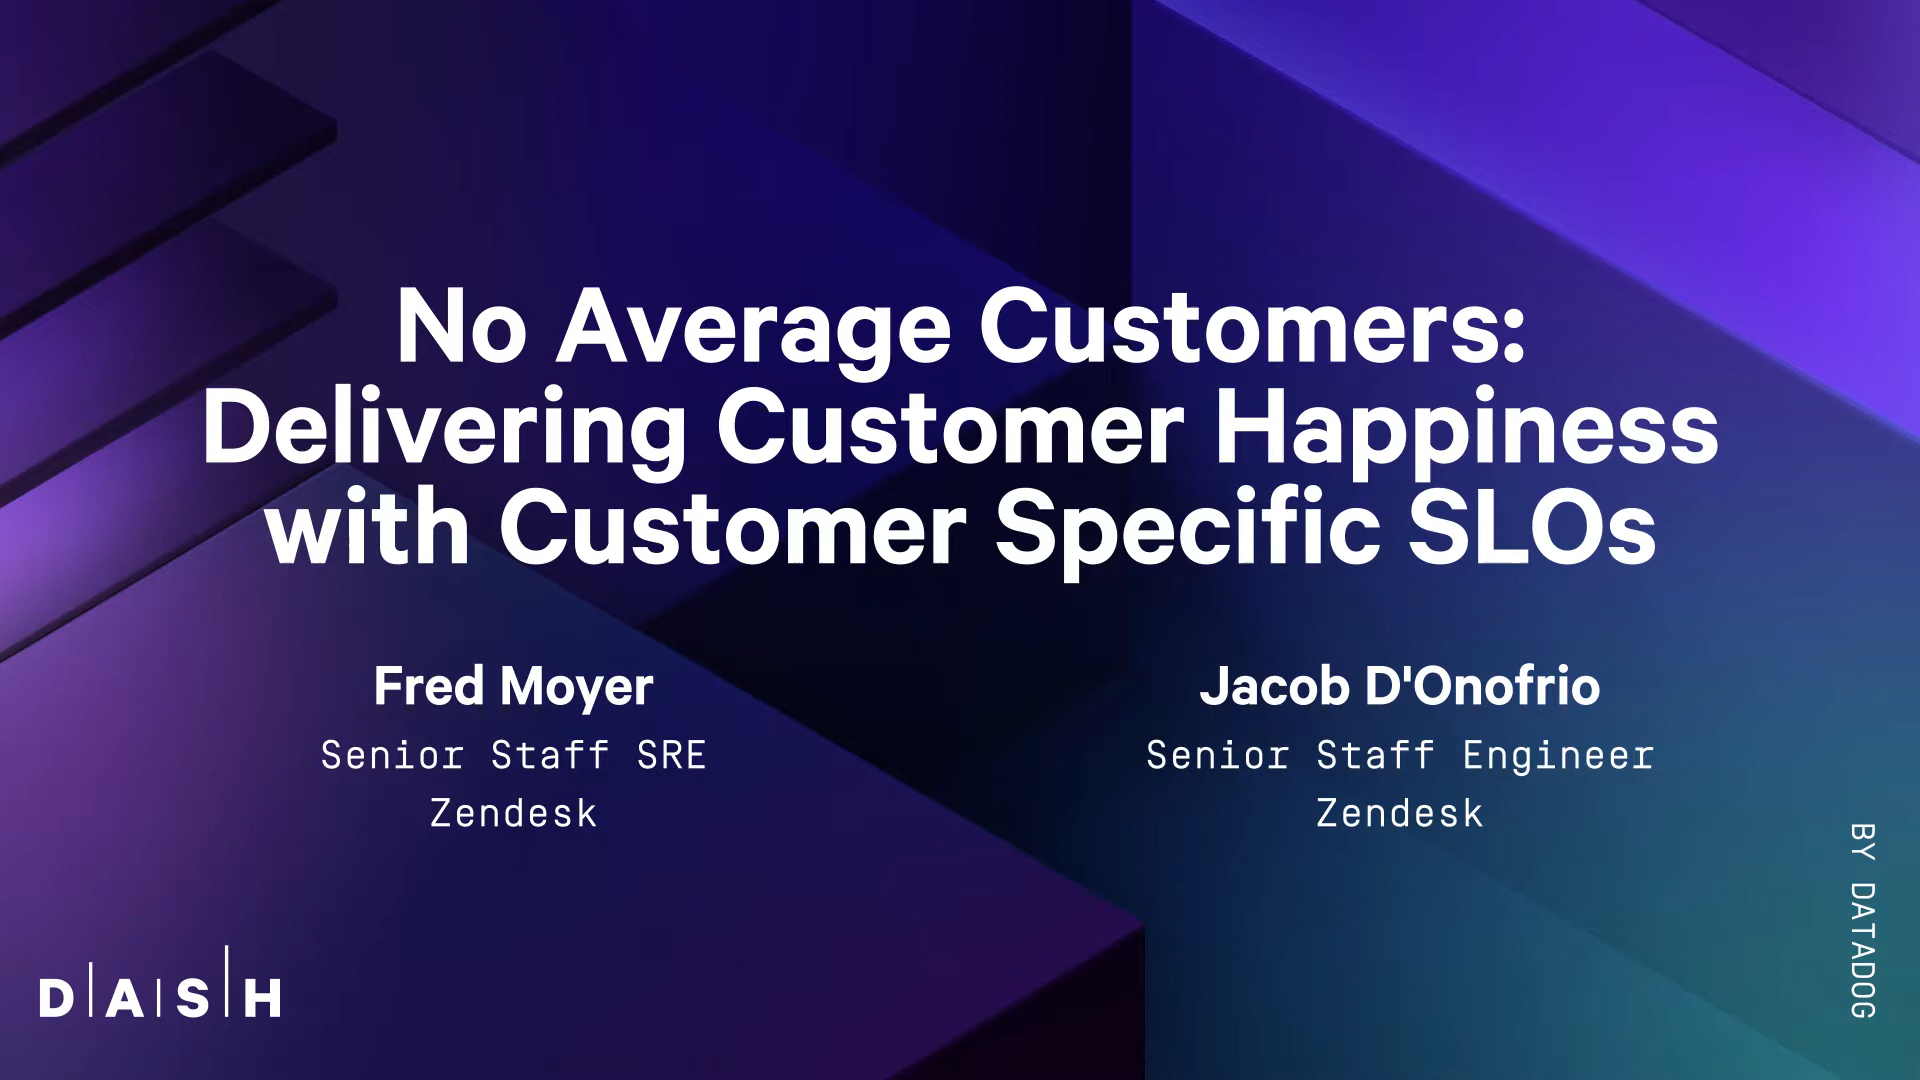 No Average Customers:
Delivering Customer Happiness
with Customer Specific SLOs
Fred Moyer
Senior Staff SRE
Zendesk
Jacob D'Onofrio
Senior Staff Engineer
Zendesk
DASH
BY DATADOG